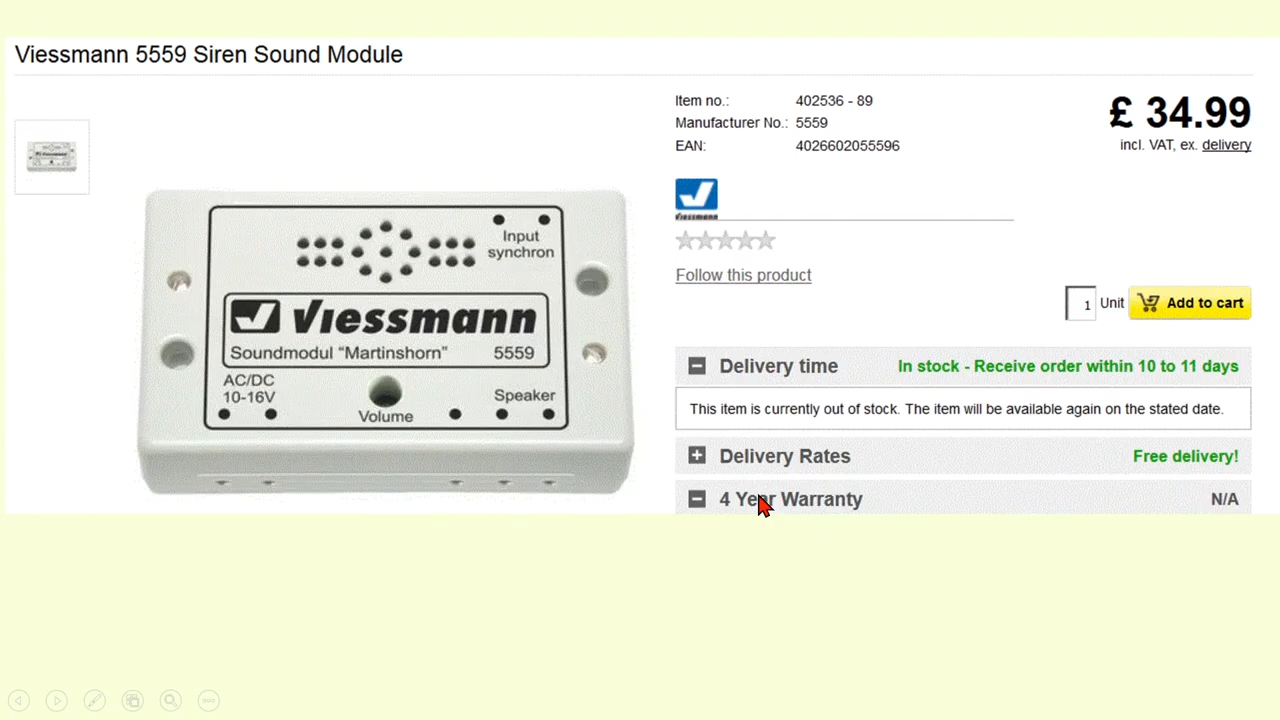 Viessmann 5559 Siren Sound Module
Item no.: 402536 - 89
Manufacturer No.: 5559
EAN: 4026602055596
£ 34.99
incl. VAT, ex. delivery
Viessmann
Follow this product
1 Unit Add to cart
Delivery time In stock - Receive order within 10 to 11 days
This item is currently out of stock. The item will be available again on the stated date.
Delivery Rates Free delivery!
4 Year Warranty N/A
Input
synchron
Viessmann
Soundmodul "Martinshorn" 5559
AC/DC
10-16V
Volume
Speaker